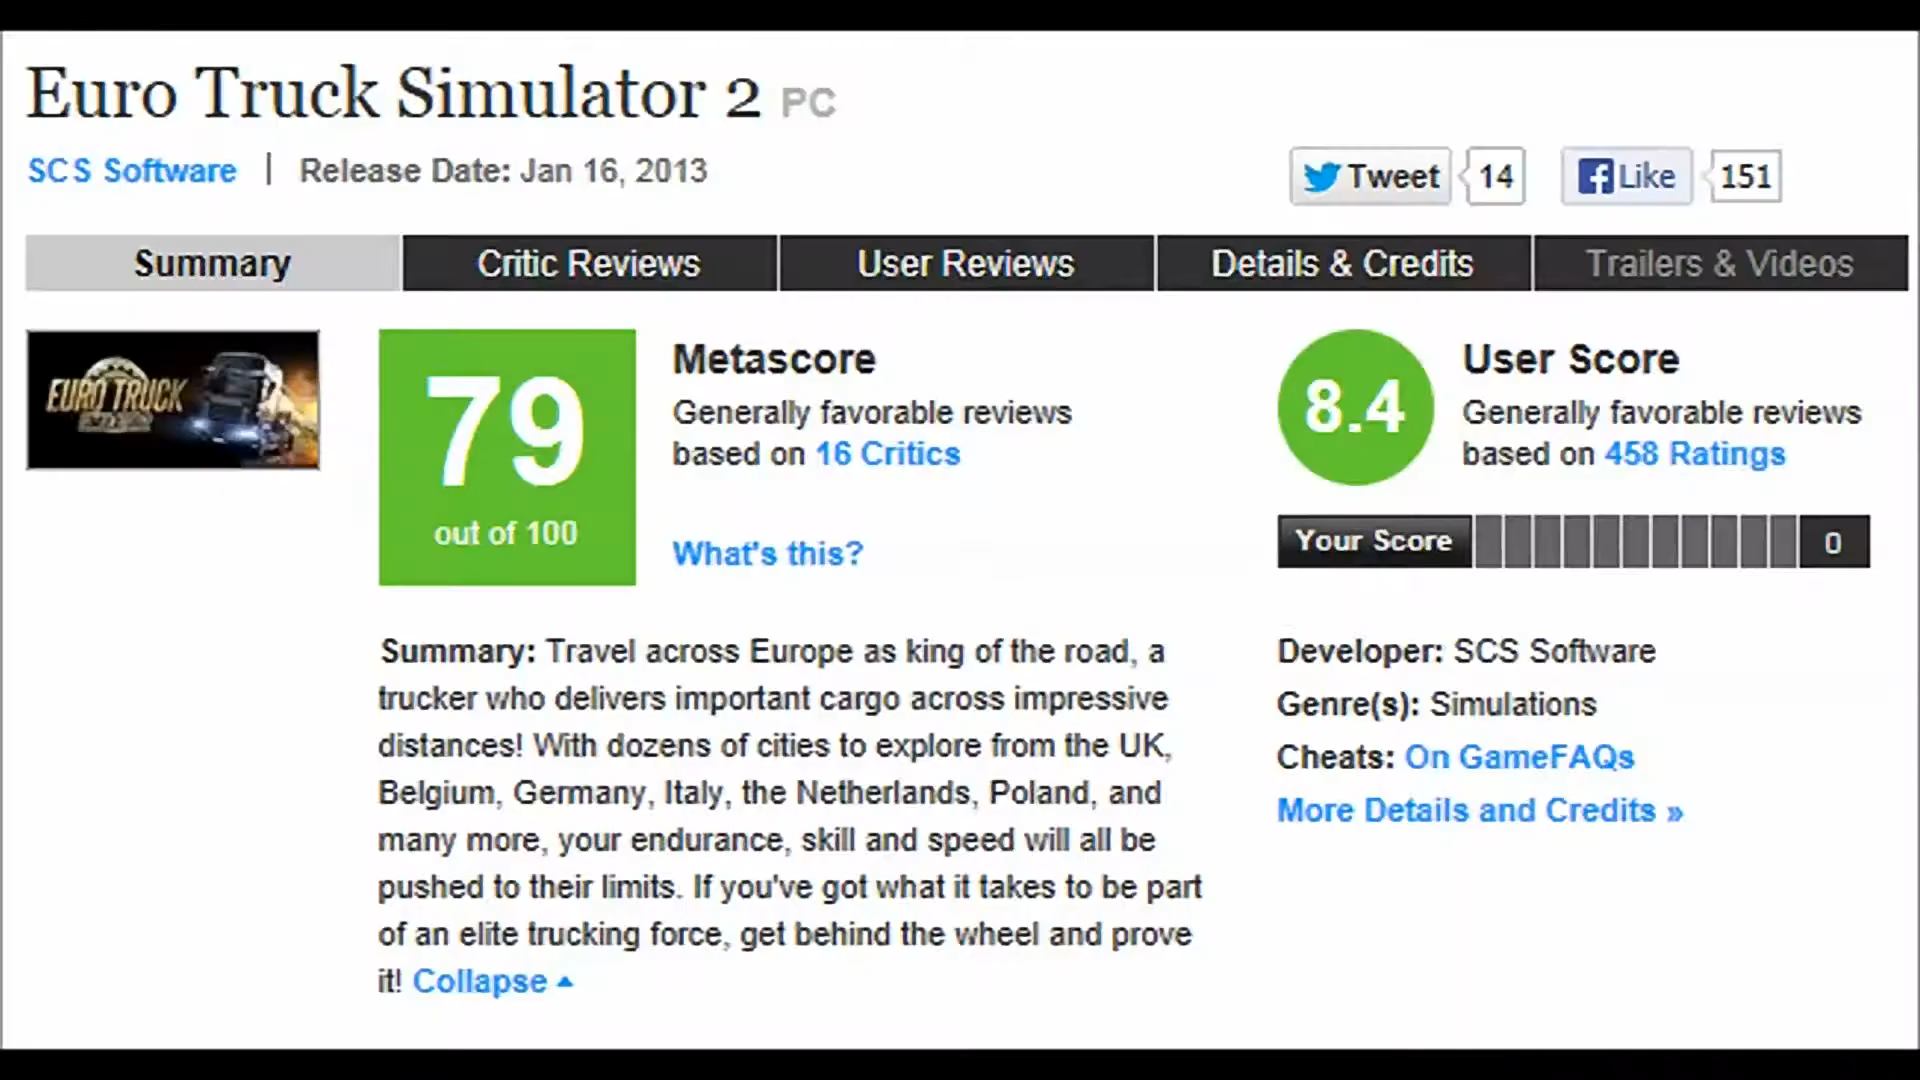 Euro Truck Simulator 2 PC
SCS Software | Release Date: Jan 16, 2013
Tweet 14 Like 151
Summary Critic Reviews User Reviews Details & Credits Trailers & Videos
EURO TRUCK
79
out of 100
Metascore
Generally favorable reviews
based on 16 Critics
What's this?
8.4
User Score
Generally favorable reviews
based on 458 Ratings
Your Score 0
Summary: Travel across Europe as king of the road, a
trucker who delivers important cargo across impressive
distances! With dozens of cities to explore from the UK,
Belgium, Germany, Italy, the Netherlands, Poland, and
many more, your endurance, skill and speed will all be
pushed to their limits. If you've got what it takes to be part
of an elite trucking force, get behind the wheel and prove
it! Collapse
Developer: SCS Software
Genre(s): Simulations
Cheats: On GameFAQs
More Details and Credits »